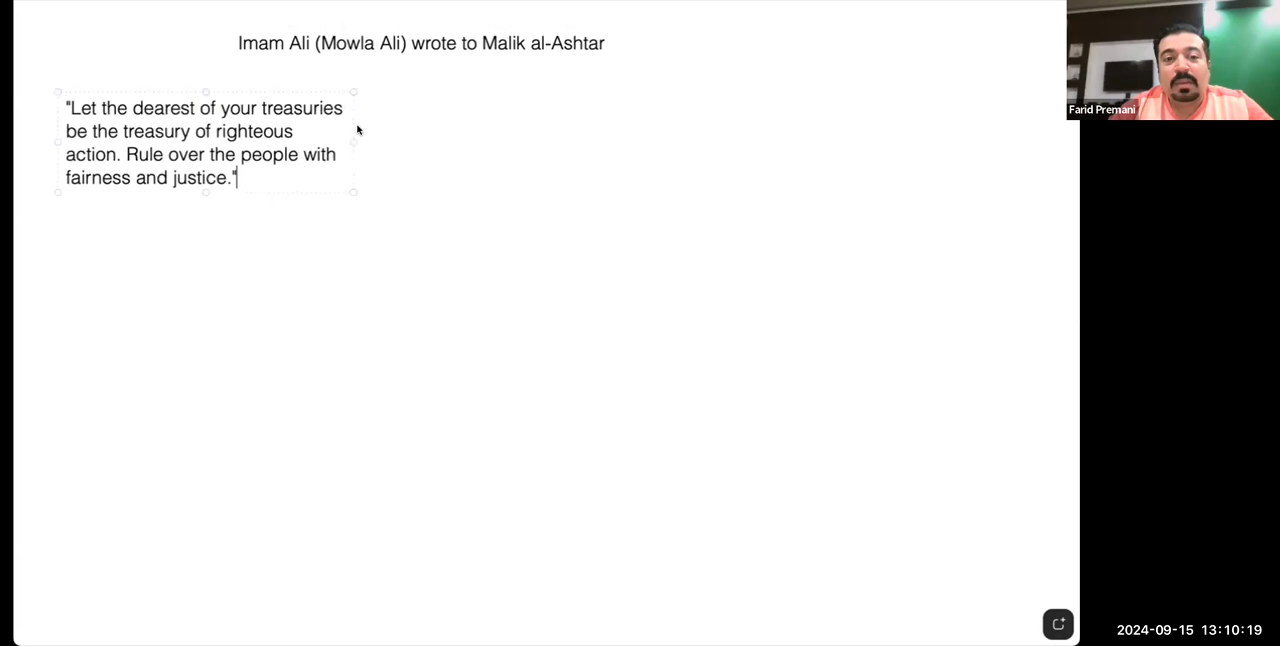 Imam Ali (Mowla Ali) wrote to Malik al-Ashtar
"Let the dearest of your treasuries
be the treasury of righteous
action. Rule over the people with
fairness and justice."
Farid Premani
2024-09-15 13:10:19